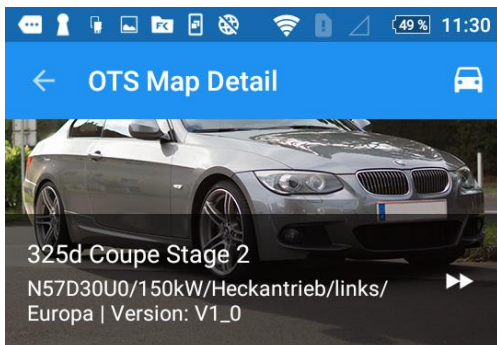 49 % 11:30
OTS Map Detail
325d Coupe Stage 2
N57D30U0/150kW/Heckantrieb/links/
Europa | Version: V1_0